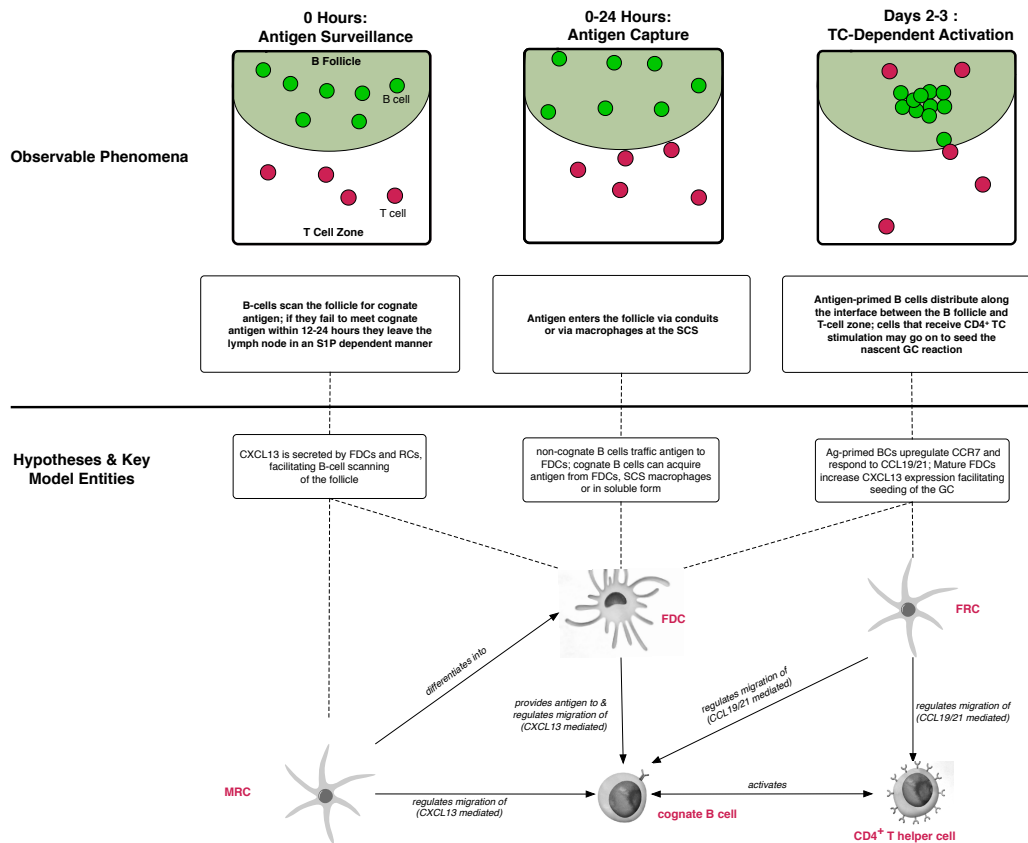 0 Hours:
Antigen Surveillance
0-24 Hours:
Antigen Capture
Days 2-3 :
TC-Dependent Activation
B Follicle
B cell
T cell
T Cell Zone
Observable Phenomena
B-cells scan the follicle for cognate
antigen; if they fail to meet cognate
antigen within 12-24 hours they leave the
lymph node in an S1P dependent manner
Antigen enters the follicle via conduits
or via macrophages at the SCS
Antigen-primed B cells distribute along
the interface between the B follicle and
T-cell zone; cells that receive CD4⁺ TC
stimulation may go on to seed the
nascent GC reaction
Hypotheses & Key
Model Entities
CXCL13 is secreted by FDCs and RCs,
facilitating B-cell scanning
of the follicle
non-cognate B cells traffic antigen to
FDCs; cognate B cells can acquire
antigen from FDCs, SCS macrophages
or in soluble form
Ag-primed BCs upregulate CCR7 and
respond to CCL19/21; Mature FDCs
increase CXCL13 expression facilitating
seeding of the GC
FDC
FRC
differentiates into
provides antigen to &
regulates migration of
(CXCL13 mediated)
regulates migration of
(CCL19/21 mediated)
regulates migration of
(CCL19/21 mediated)
MRC
regulates migration of
(CXCL13 mediated)
activates
cognate B cell
CD4⁺ T helper cell